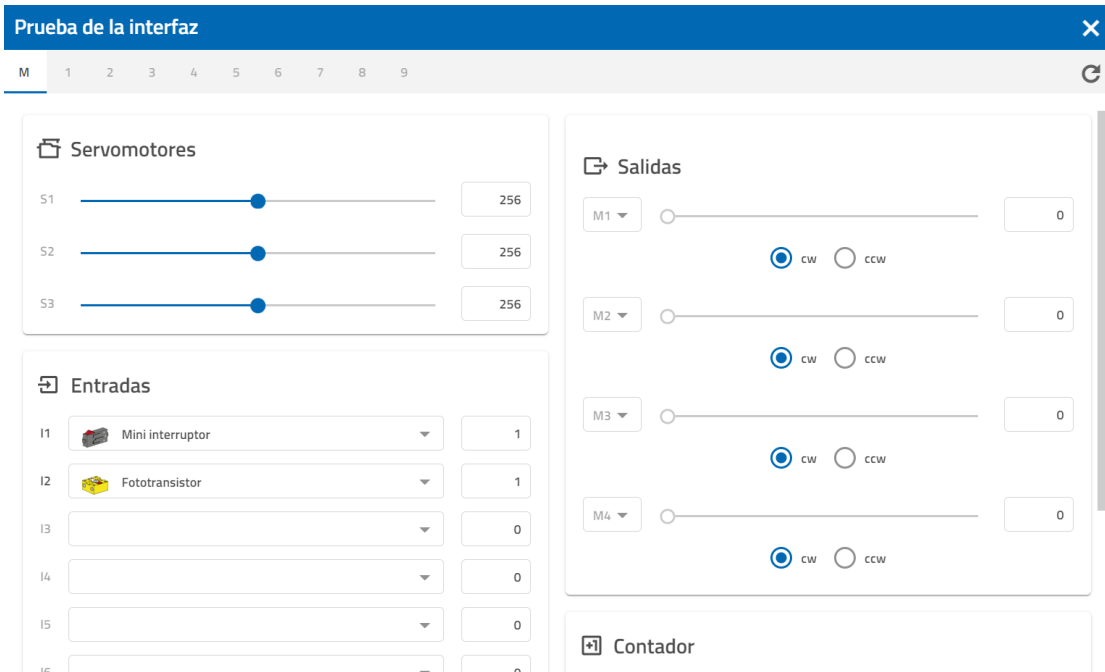 Prueba de la interfaz
M 1 2 3 4 5 6 7 8 9
Servomotores
S1 256
S2 256
S3 256
Entradas
I1 Mini interruptor 1
I2 Fototransistor 1
I3 0
I4 0
I5 0
I6 0
Salidas
M1 0
cw ccw
M2 0
cw ccw
M3 0
cw ccw
M4 0
cw ccw
Contador